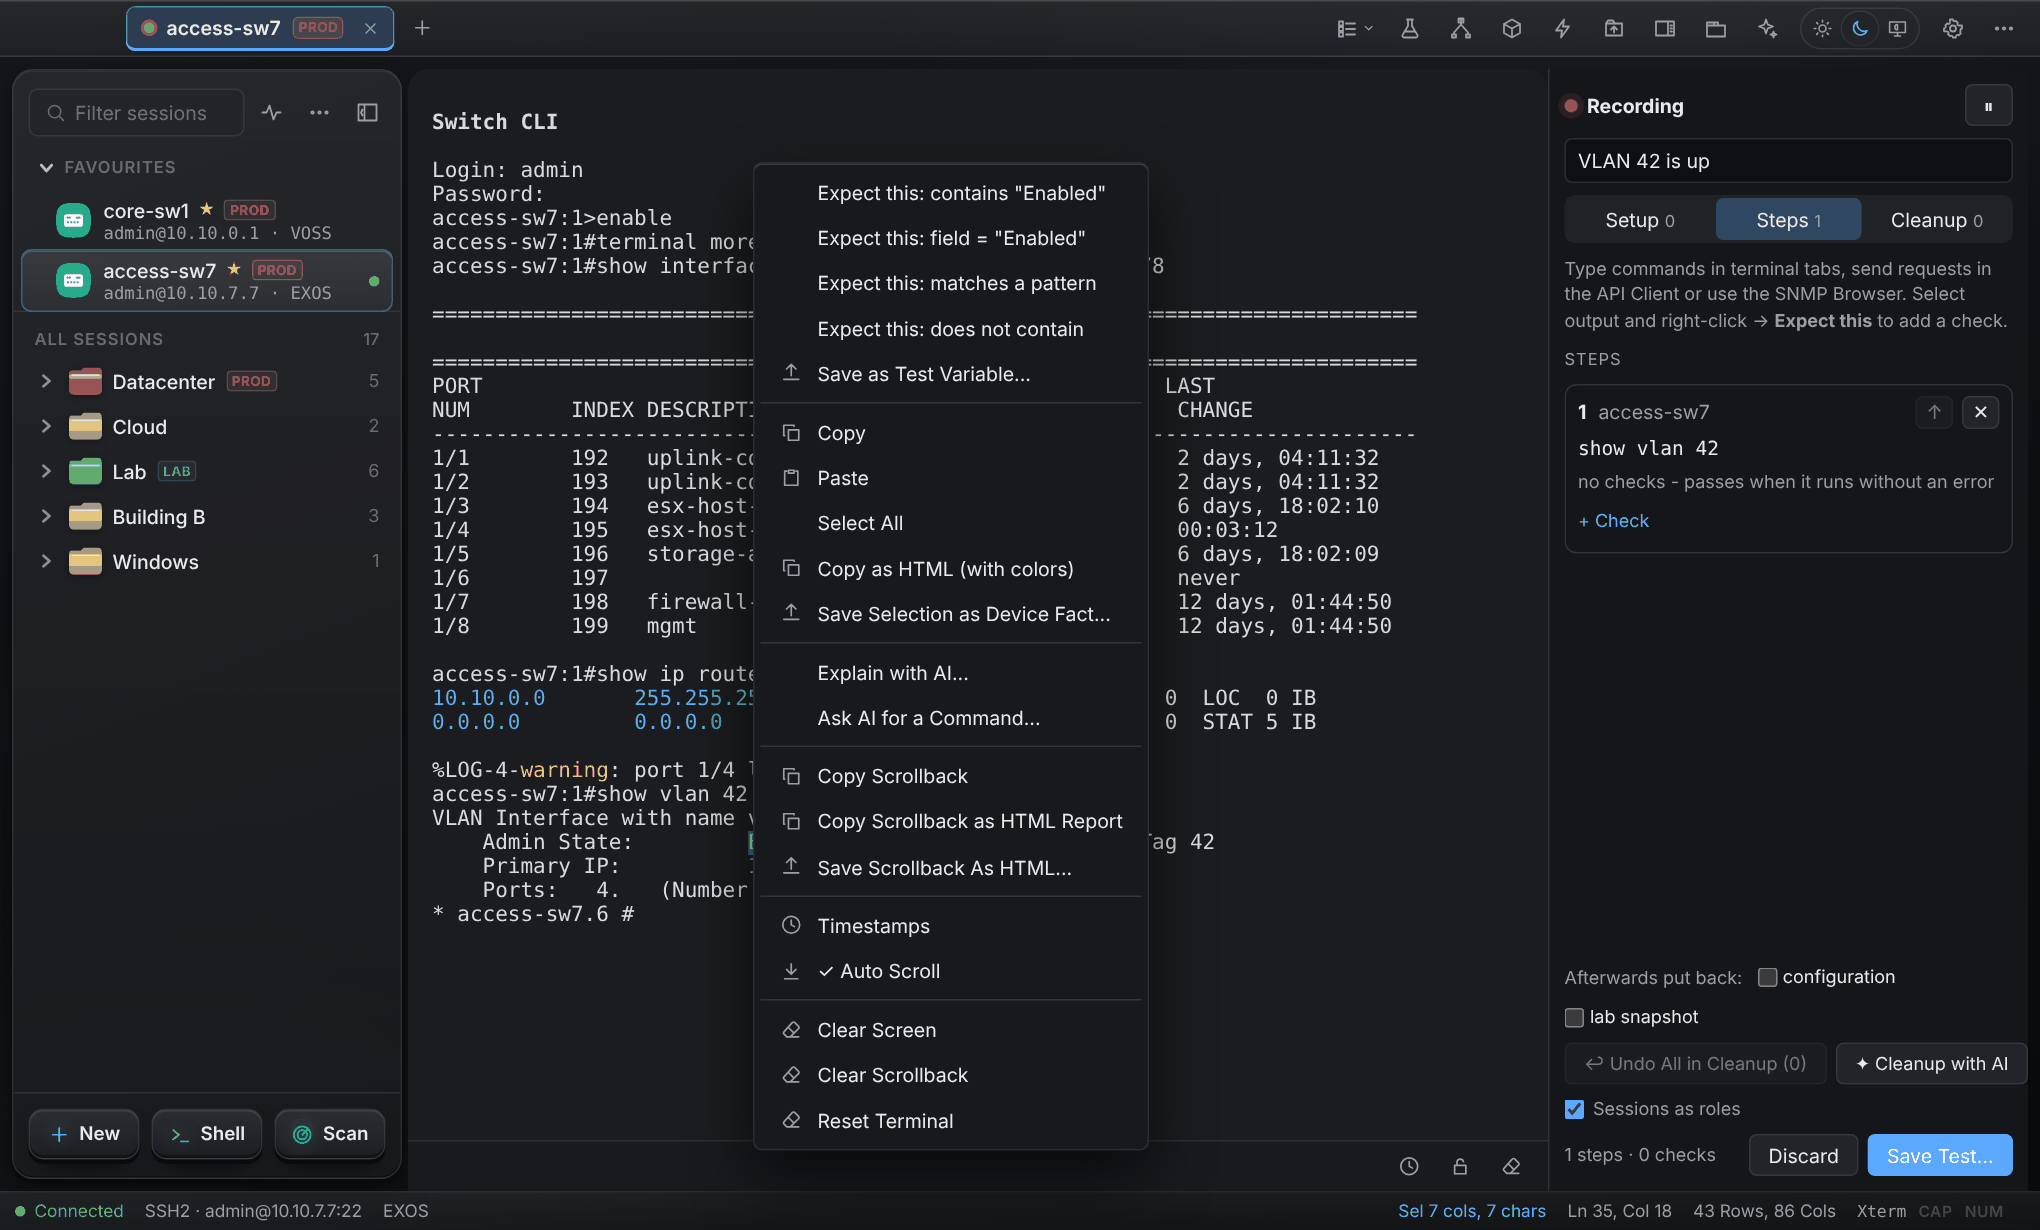 access-sw7 PROD
Filter sessions
FAVOURITES
core-sw1 PROD
admin@10.10.0.1 · VOSS
access-sw7 PROD
admin@10.10.7.7 · EXOS
ALL SESSIONS 17
Datacenter PROD 5
Cloud 2
Lab LAB 6
Building B 3
Windows 1
New
Shell
Scan
Switch CLI
Login: admin
Password:
access-sw7:1>enable
access-sw7:1#terminal more
access-sw7:1#show interfac 8
PORT LAST
NUM INDEX DESCRIPTI CHANGE
1/1 192 uplink-co 2 days, 04:11:32
1/2 193 uplink-co 2 days, 04:11:32
1/3 194 esx-host- 6 days, 18:02:10
1/4 195 esx-host- 00:03:12
1/5 196 storage-a 6 days, 18:02:09
1/6 197 never
1/7 198 firewall- 12 days, 01:44:50
1/8 199 mgmt 12 days, 01:44:50
access-sw7:1#show ip route
10.10.0.0 255.255.25 0 LOC 0 IB
0.0.0.0 0.0.0.0 0 STAT 5 IB
%LOG-4-warning: port 1/4
access-sw7:1#show vlan 42
VLAN Interface with name
Admin State: ag 42
Primary IP:
Ports: 4. (Number
* access-sw7.6 #
Expect this: contains "Enabled"
Expect this: field = "Enabled"
Expect this: matches a pattern
Expect this: does not contain
Save as Test Variable...
Copy
Paste
Select All
Copy as HTML (with colors)
Save Selection as Device Fact...
Explain with AI...
Ask AI for a Command...
Copy Scrollback
Copy Scrollback as HTML Report
Save Scrollback As HTML...
Timestamps
✓ Auto Scroll
Clear Screen
Clear Scrollback
Reset Terminal
Recording
VLAN 42 is up
Setup 0 Steps 1 Cleanup 0
Type commands in terminal tabs, send requests in
the API Client or use the SNMP Browser. Select
output and right-click → Expect this to add a check.
STEPS
1 access-sw7
show vlan 42
no checks - passes when it runs without an error
+ Check
Afterwards put back: configuration
lab snapshot
Undo All in Cleanup (0)
Cleanup with AI
Sessions as roles
1 steps · 0 checks
Discard
Save Test...
Connected SSH2 · admin@10.10.7.7:22 EXOS
Sel 7 cols, 7 chars Ln 35, Col 18 43 Rows, 86 Cols Xterm CAP NUM